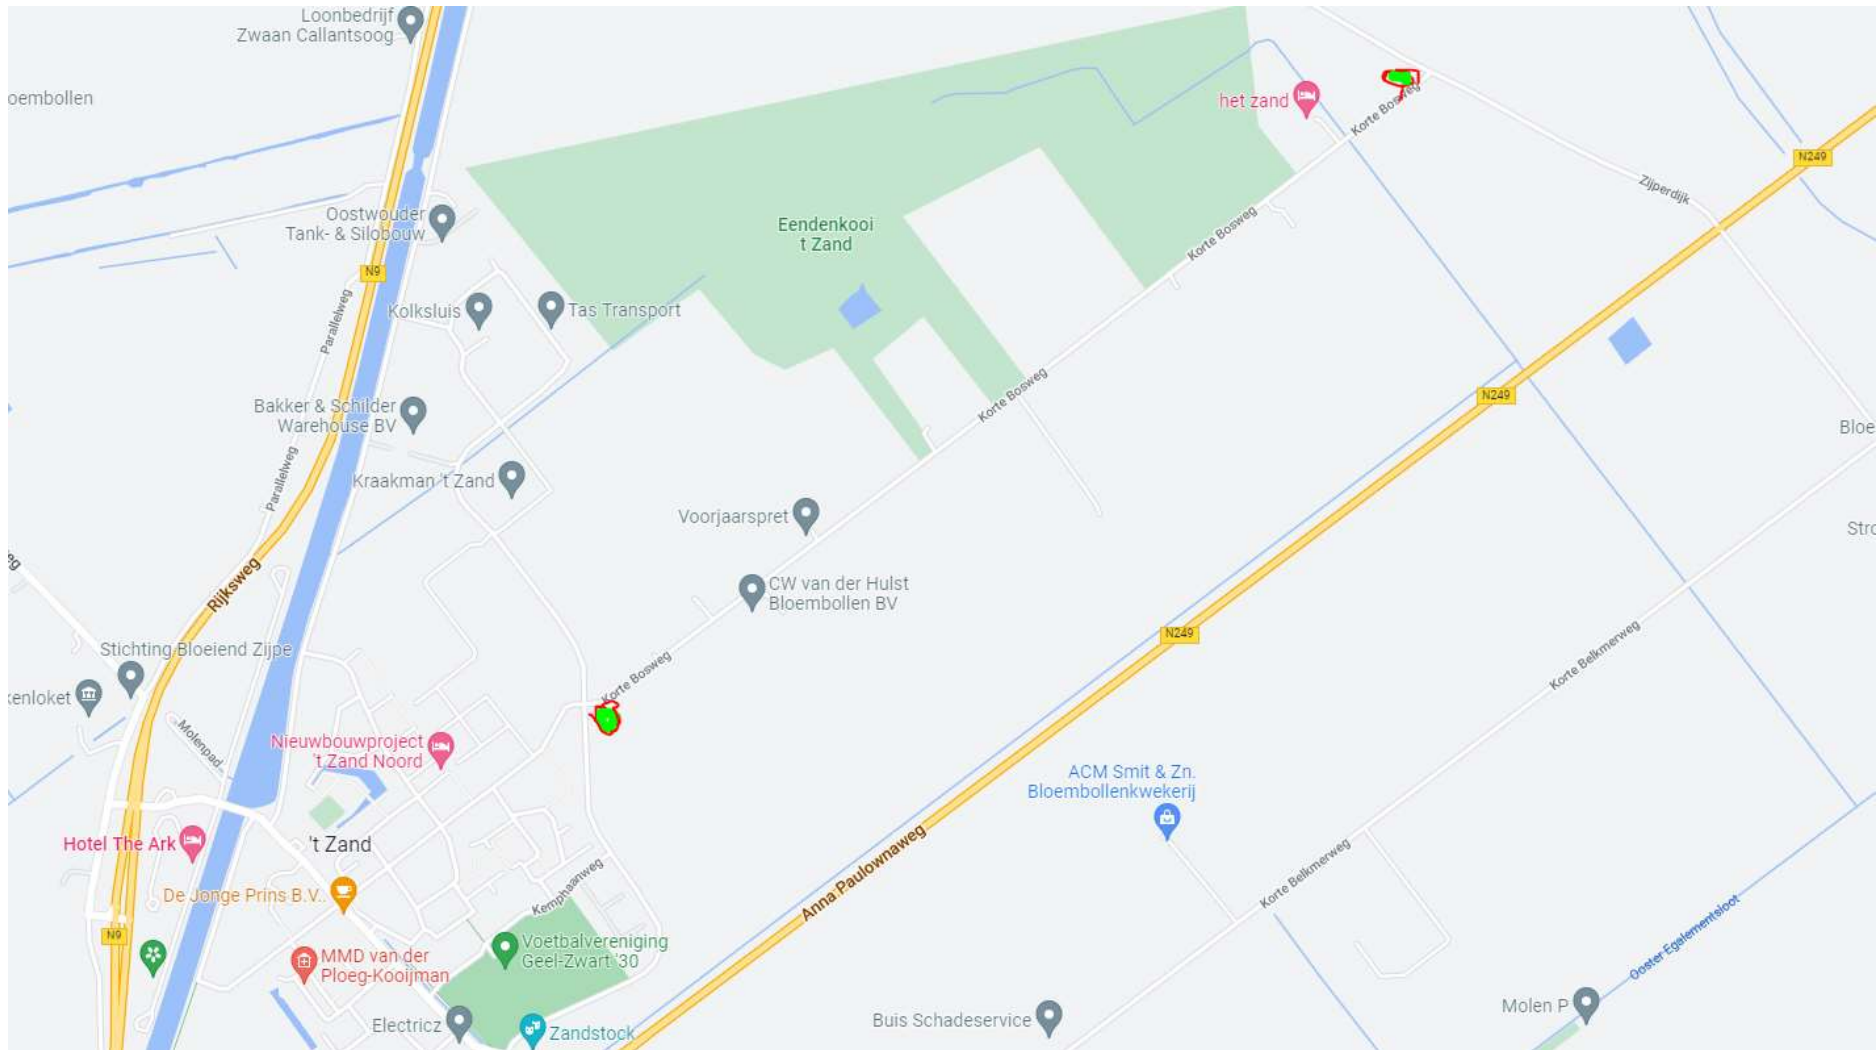 Loonbedrijf
Zwaan Callantsoog
oembollen
het zand
Korte Bosweg
N249
Zijperdijk
Oostwouder
Tank- & Silobouw
Eendenkooi
t Zand
Korte Bosweg
N9
Parallelweg
Kolksluis
Tas Transport
Korte Bosweg
N249
Bakker & Schilder
Warehouse BV
Bloe
Parallelweg
Kraakman 't Zand
Voorjaarspret
Stro
eg
Rijksweg
CW van der Hulst
Bloembollen BV
N249
Stichting Bloeiend Zijpe
Korte Bosweg
Korte Belkmerweg
kenloket
Molenpad
Nieuwbouwproject
't Zand Noord
ACM Smit & Zn.
Bloembollenkwekerij
Hotel The Ark
't Zand
Anna Paulownaweg
Korte Belkmerweg
De Jonge Prins B.V..
Kemphaanweg
N9
Voetbalvereniging
Geel-Zwart '30
MMD van der
Ploeg-Kooijman
Ooster Egalementsloot
Electricz
Zandstock
Buis Schadeservice
Molen P